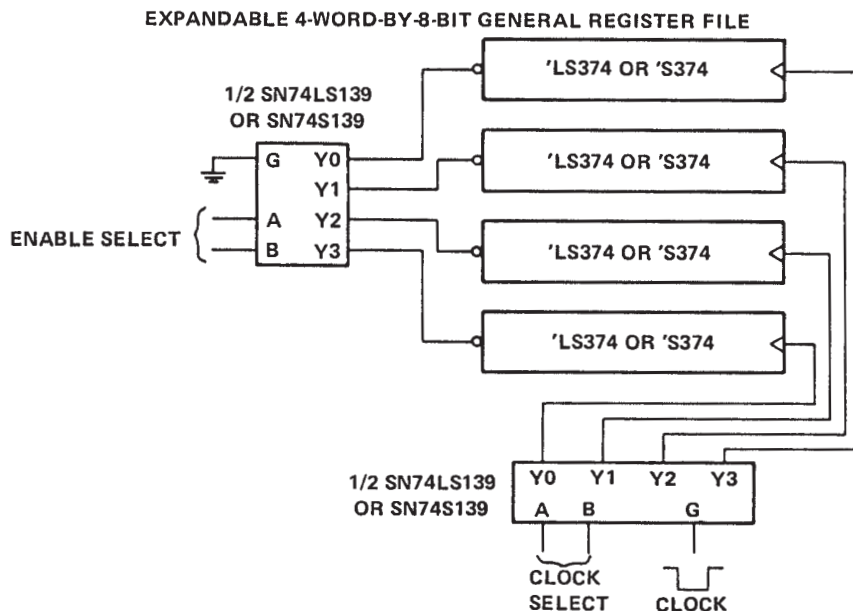 EXPANDABLE 4-WORD-BY-8-BIT GENERAL REGISTER FILE
'LS374 OR 'S374
1/2 SN74LS139
OR SN74S139
G Y0
Y1
A Y2
B Y3
ENABLE SELECT
'LS374 OR 'S374
'LS374 OR 'S374
'LS374 OR 'S374
1/2 SN74LS139
OR SN74S139
Y0 Y1 Y2 Y3
A B G
CLOCK
SELECT
CLOCK